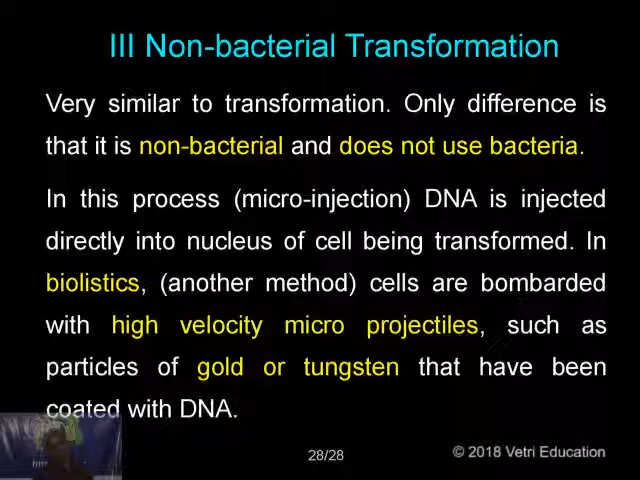 III Non-bacterial Transformation
Very similar to transformation. Only difference is
that it is non-bacterial and does not use bacteria.
In this process (micro-injection) DNA is injected
directly into nucleus of cell being transformed. In
biolistics, (another method) cells are bombarded
with high velocity micro projectiles, such as
particles of gold or tungsten that have been
coated with DNA.
28/28
© 2018 Vetri Education